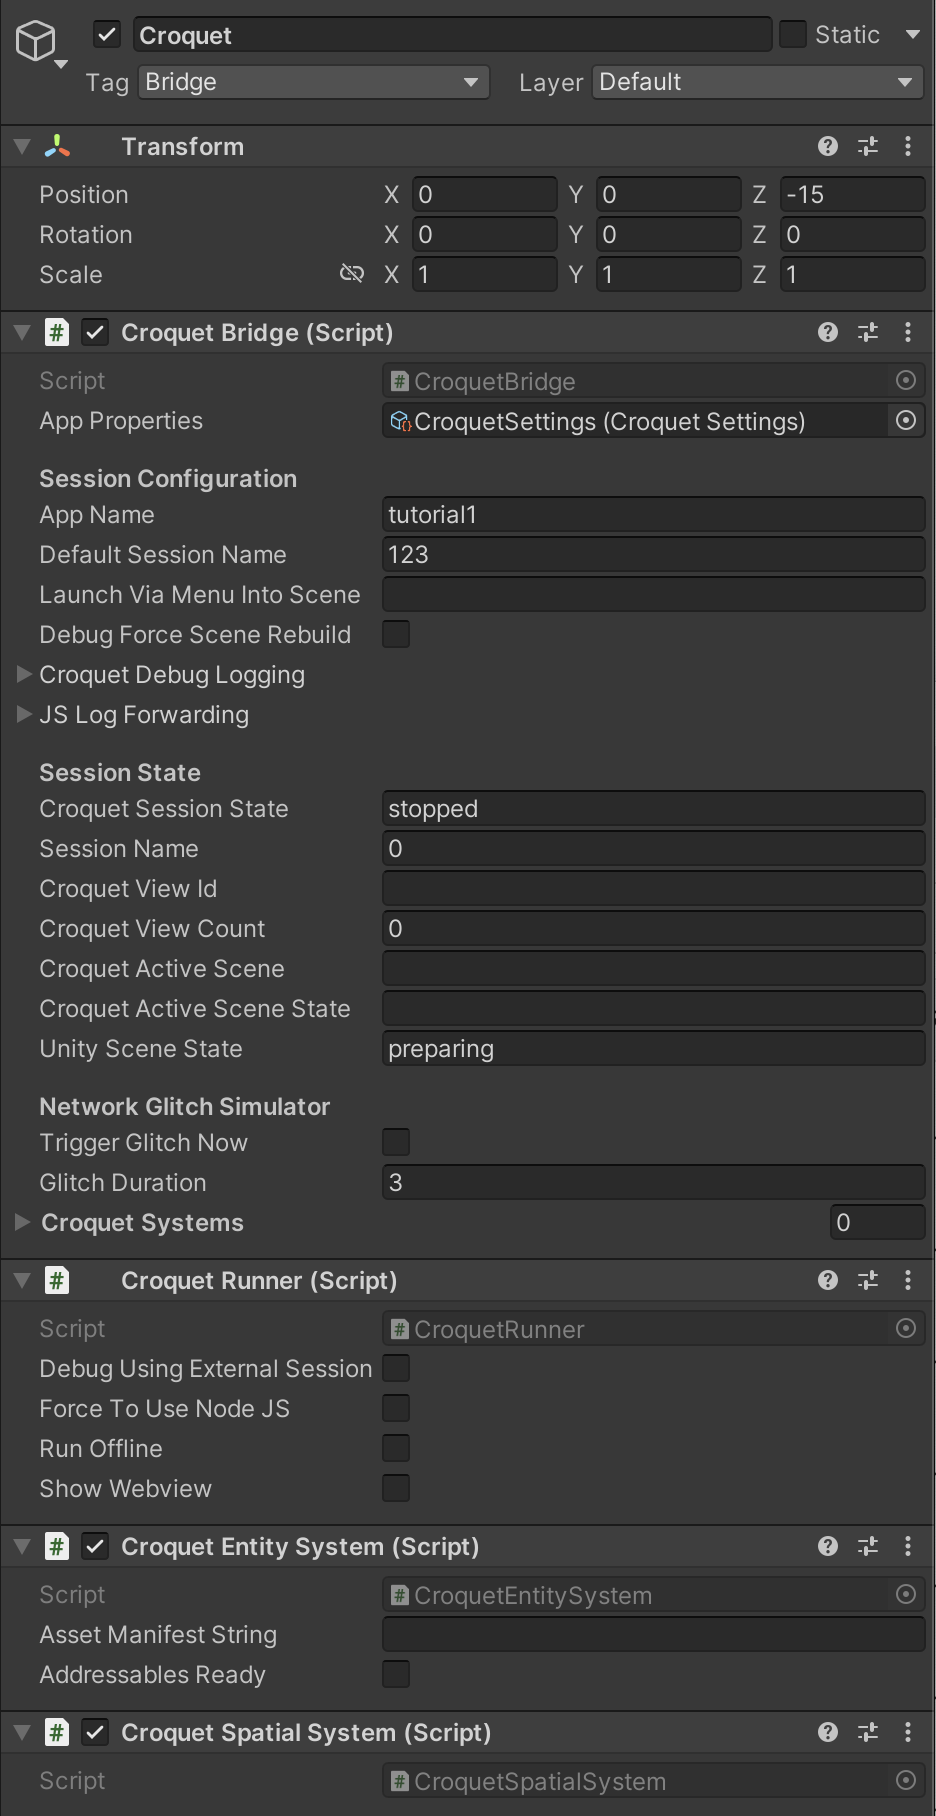 Croquet Static
Tag Bridge Layer Default
Transform
Position X 0 Y 0 Z -15
Rotation X 0 Y 0 Z 0
Scale X 1 Y 1 Z 1
# Croquet Bridge (Script)
Script # CroquetBridge
App Properties CroquetSettings (Croquet Settings)
Session Configuration
App Name tutorial1
Default Session Name 123
Launch Via Menu Into Scene
Debug Force Scene Rebuild
Croquet Debug Logging
JS Log Forwarding
Session State
Croquet Session State stopped
Session Name 0
Croquet View Id
Croquet View Count 0
Croquet Active Scene
Croquet Active Scene State
Unity Scene State preparing
Network Glitch Simulator
Trigger Glitch Now
Glitch Duration 3
Croquet Systems 0
# Croquet Runner (Script)
Script # CroquetRunner
Debug Using External Session
Force To Use Node JS
Run Offline
Show Webview
# Croquet Entity System (Script)
Script # CroquetEntitySystem
Asset Manifest String
Addressables Ready
# Croquet Spatial System (Script)
Script # CroquetSpatialSystem